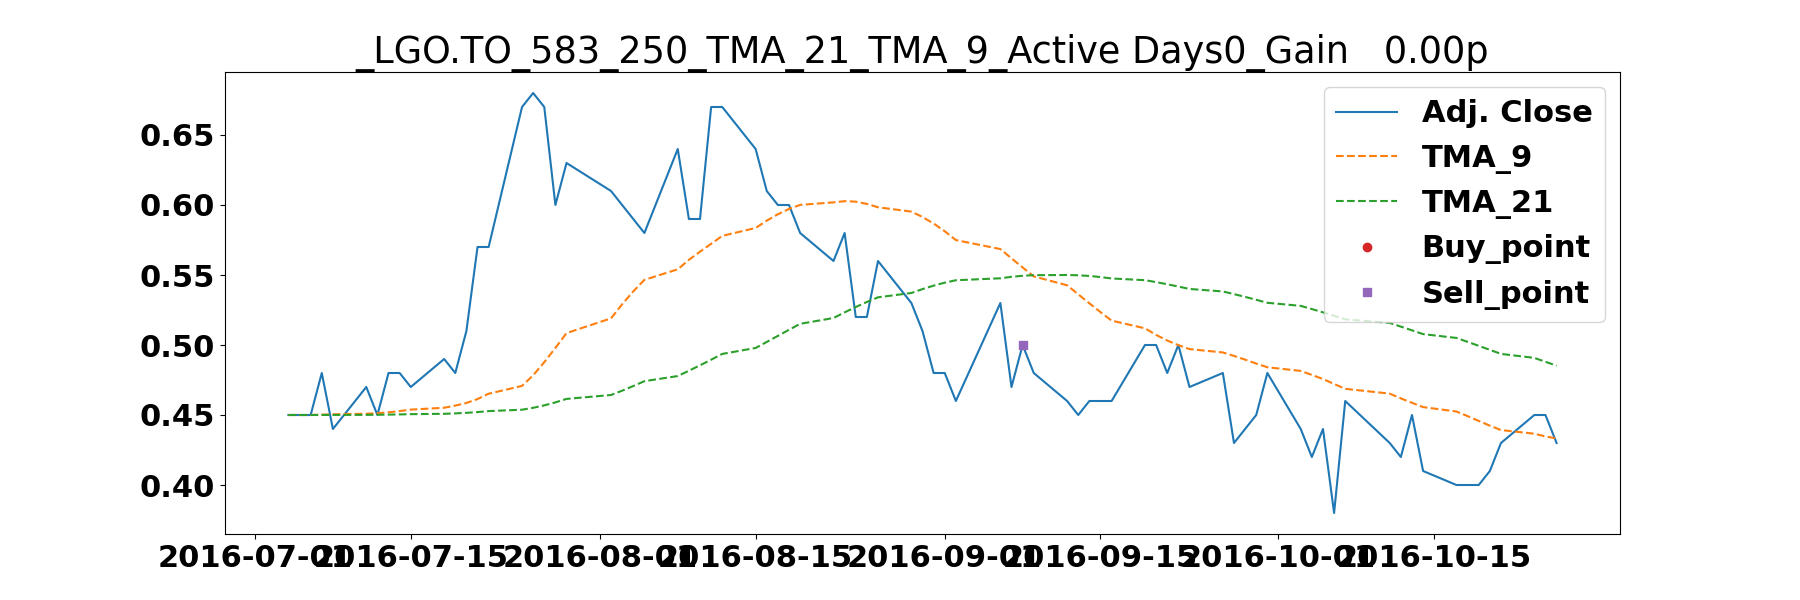 _LGO.TO_583_250_TMA_21_TMA_9_Active Days0_Gain   0.00p
Adj. Close
TMA_9
TMA_21
Buy_point
Sell_point
0.65
0.60
0.55
0.50
0.45
0.40
2016-07-01 2016-07-15 2016-08-01 2016-08-15 2016-09-01 2016-09-15 2016-10-01 2016-10-15